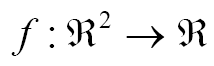 f : ℜ² → ℜ